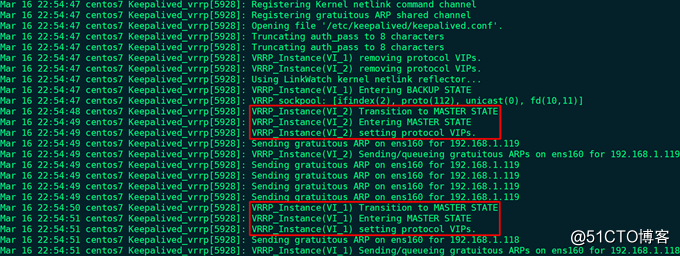 Mar 16 22:54:47 centos7 Keepalived_vrrp[5928]: Registering Kernel netlink command channel
Mar 16 22:54:47 centos7 Keepalived_vrrp[5928]: Registering gratuitous ARP shared channel
Mar 16 22:54:47 centos7 Keepalived_vrrp[5928]: Opening file '/etc/keepalived/keepalived.conf'.
Mar 16 22:54:47 centos7 Keepalived_vrrp[5928]: Truncating auth_pass to 8 characters
Mar 16 22:54:47 centos7 Keepalived_vrrp[5928]: Truncating auth_pass to 8 characters
Mar 16 22:54:47 centos7 Keepalived_vrrp[5928]: VRRP_Instance(VI_1) removing protocol VIPs.
Mar 16 22:54:47 centos7 Keepalived_vrrp[5928]: VRRP_Instance(VI_2) removing protocol VIPs.
Mar 16 22:54:47 centos7 Keepalived_vrrp[5928]: Using LinkWatch kernel netlink reflector...
Mar 16 22:54:47 centos7 Keepalived_vrrp[5928]: VRRP_Instance(VI_1) Entering BACKUP STATE
Mar 16 22:54:47 centos7 Keepalived_vrrp[5928]: VRRP sockpool: [ifindex(2), proto(112), unicast(0), fd(10,11)]
Mar 16 22:54:48 centos7 Keepalived_vrrp[5928]: VRRP_Instance(VI_2) Transition to MASTER STATE
Mar 16 22:54:49 centos7 Keepalived_vrrp[5928]: VRRP_Instance(VI_2) Entering MASTER STATE
Mar 16 22:54:49 centos7 Keepalived_vrrp[5928]: VRRP_Instance(VI_2) setting protocol VIPs.
Mar 16 22:54:49 centos7 Keepalived_vrrp[5928]: Sending gratuitous ARP on ens160 for 192.168.1.119
Mar 16 22:54:49 centos7 Keepalived_vrrp[5928]: VRRP_Instance(VI_2) Sending/queueing gratuitous ARPs on ens160 for 192.168.1.119
Mar 16 22:54:49 centos7 Keepalived_vrrp[5928]: Sending gratuitous ARP on ens160 for 192.168.1.119
Mar 16 22:54:49 centos7 Keepalived_vrrp[5928]: Sending gratuitous ARP on ens160 for 192.168.1.119
Mar 16 22:54:49 centos7 Keepalived_vrrp[5928]: Sending gratuitous ARP on ens160 for 192.168.1.119
Mar 16 22:54:50 centos7 Keepalived_vrrp[5928]: VRRP_Instance(VI_1) Transition to MASTER STATE
Mar 16 22:54:51 centos7 Keepalived_vrrp[5928]: VRRP_Instance(VI_1) Entering MASTER STATE
Mar 16 22:54:51 centos7 Keepalived_vrrp[5928]: VRRP_Instance(VI_1) setting protocol VIPs.
Mar 16 22:54:51 centos7 Keepalived_vrrp[5928]: Sending gratuitous ARP on ens160 for 192.168.1.118
Mar 16 22:54:51 centos7 Keepalived_vrrp[5928]: VRRP_Instance(VI_1) Sending/queueing gratuitous ARPs on ens160 for 192.168.1.118
@51CTO博客